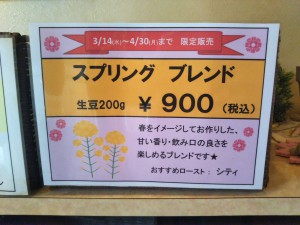 3/14(水)～4/30(月)まで 限定販売
スプリング ブレンド
生豆200g ￥900(税込)
春をイメージしてお作りした、
甘い香り・飲み口の良さを
楽しめるブレンドです★
おすすめロースト： シティ